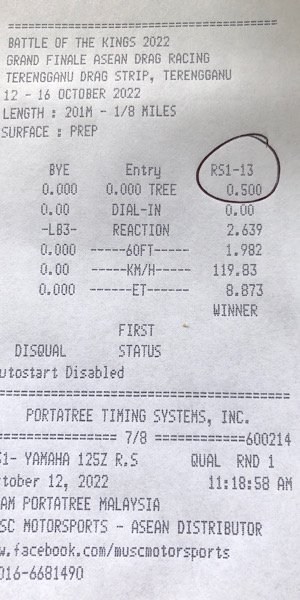 BATTLE OF THE KINGS 2022
GRAND FINALE ASEAN DRAG RACING
TERENGGANU DRAG STRIP, TERENGGANU
12 - 16 OCTOBER 2022
LENGTH : 201M - 1/8 MILES
SURFACE : PREP
BYE Entry RS1-13
0.000 0.000 TREE 0.500
0.00 DIAL-IN 0.00
-LB3- REACTION 2.639
0.000 -----60FT----- 1.982
0.00 -----KM/H----- 119.83
0.000 ------ET------ 8.873
WINNER
FIRST
DISQUAL STATUS
utostart Disabled
PORTATREE TIMING SYSTEMS, INC.
================ 7/8 ============600214
S1- YAMAHA 125Z R.S QUAL RND 1
tober 12, 2022 11:18:58 AM
AM PORTATREE MALAYSIA
SC MOTORSPORTS - ASEAN DISTRIBUTOR
w.facebook.com/muscmotorsports
016-6681490